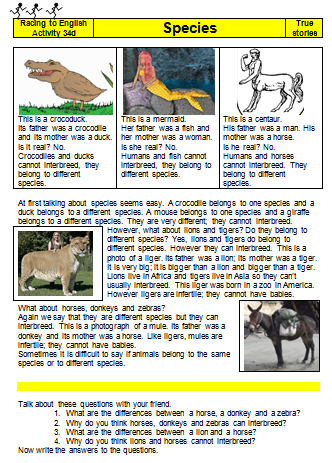 Racing to English
Activity 34d
Species
True
stories
This is a crocoduck.
Its father was a crocodile
and its mother was a duck.
Is it real? No.
Crocodiles and ducks
cannot interbreed, they
belong to different
species.
This is a mermaid.
Her father was a fish and
her mother was a woman.
Is she real? No.
Humans and fish cannot
interbreed, they belong to
different species.
This is a centaur.
His father was a man. His
mother was a horse.
Is he real? No.
Humans and horses
cannot interbreed. They
belong to different
species.
At first talking about species seems easy. A crocodile belongs to one species and a
duck belongs to a different species. A mouse belongs to one species and a giraffe
belongs to a different species. They are very different; they cannot interbreed.
However, what about lions and tigers? Do they belong to
different species? Yes, lions and tigers do belong to
different species. However they can interbreed. This is a
photo of a liger. Its father was a lion; its mother was a tiger.
It is very big; it is bigger than a lion and bigger than a tiger.
Lions live in Africa and tigers live in Asia so they can't
usually interbreed. This liger was born in a zoo in America.
However ligers are infertile; they cannot have babies.
What about horses, donkeys and zebras?
Again we say that they are different species but they can
interbreed. This is a photograph of a mule. Its father was a
donkey and its mother was a horse. Like ligers, mules are
infertile; they cannot have babies.
Sometimes it is difficult to say if animals belong to the same
species or to different species.
Talk about these questions with your friend.
1. What are the differences between a horse, a donkey and a zebra?
2. Why do you think horses, donkeys and zebras can interbreed?
3. What are the differences between a lion and a horse?
4. Why do you think lions and horses cannot interbreed?
Now write the answers to the questions.